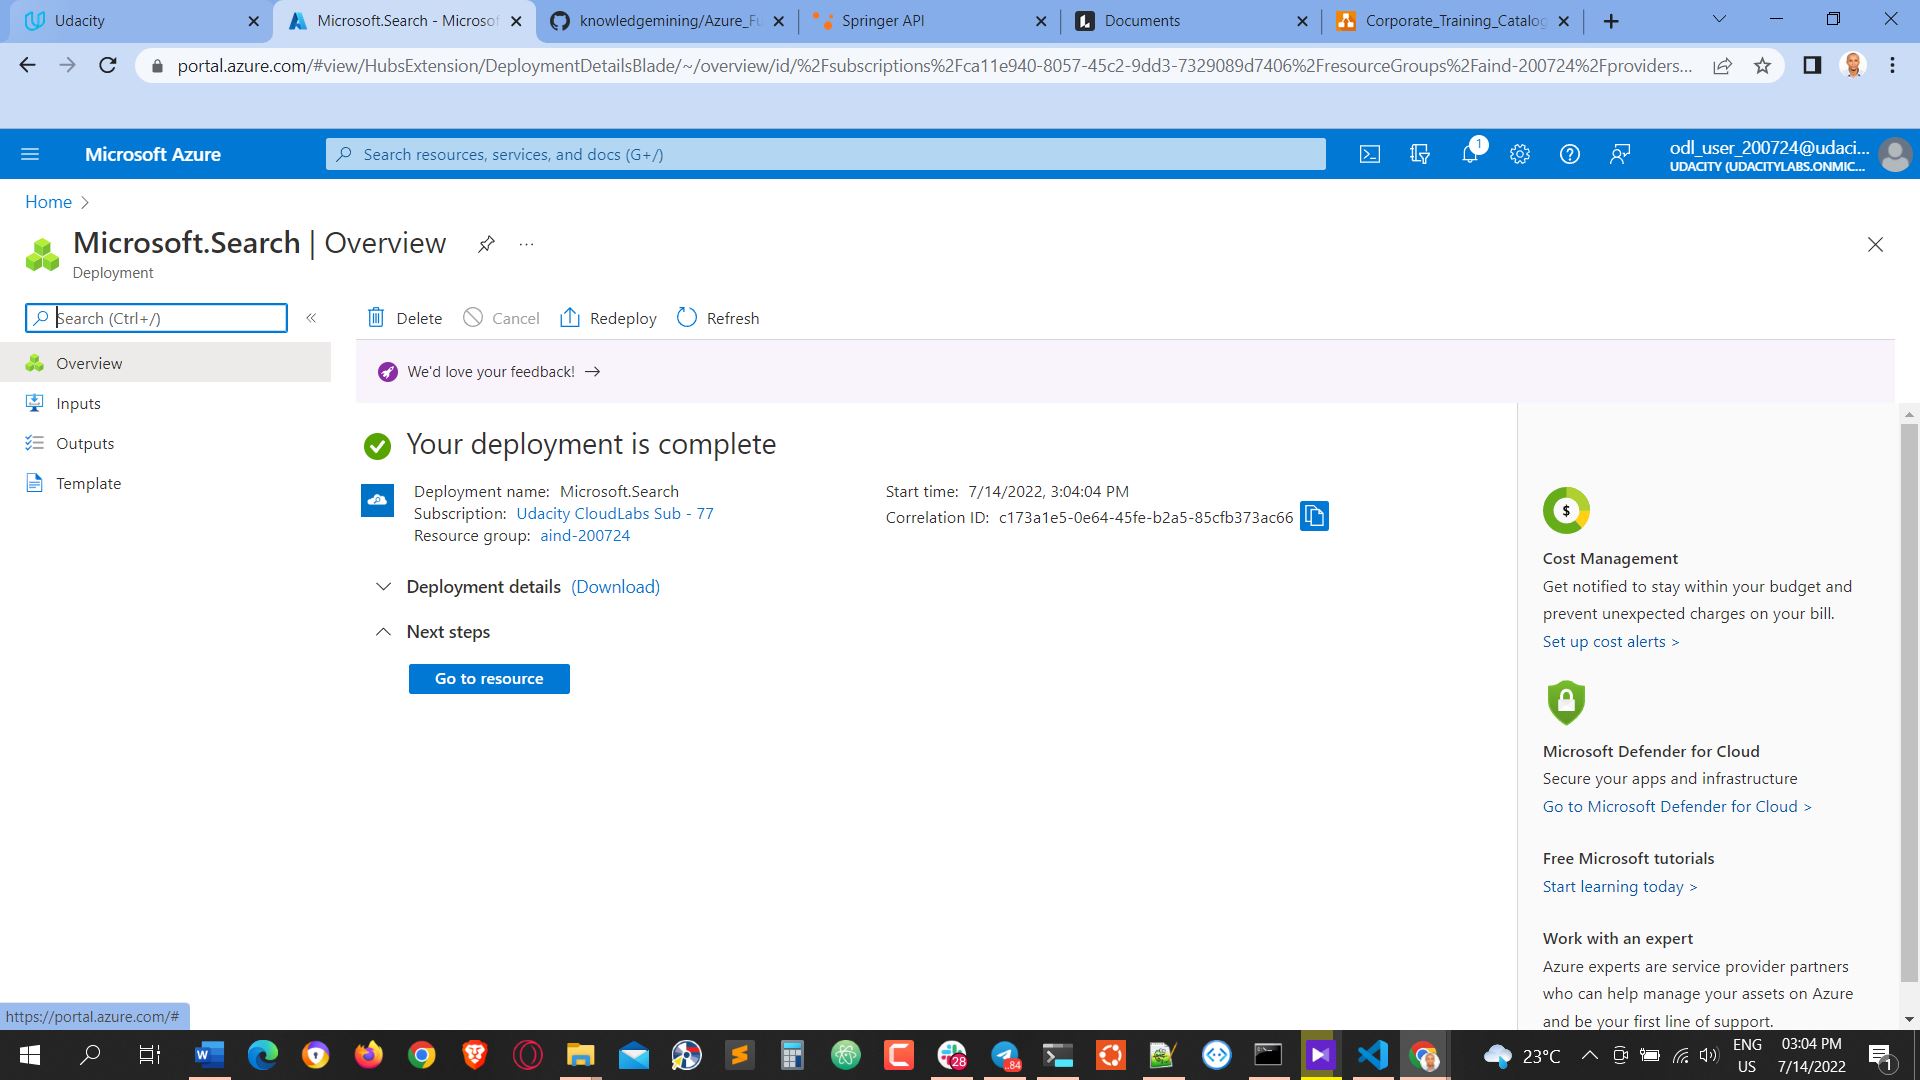 Udacity
Microsoft.Search - Microsof
knowledgemining/Azure_Fu
Springer API
Documents
Corporate_Training_Catalog
portal.azure.com/#view/HubsExtension/DeploymentDetailsBlade/~/overview/id/%2Fsubscriptions%2Fca11e940-8057-45c2-9dd3-7329089d7406%2FresourceGroups%2Faind-200724%2Fproviders...
Microsoft Azure
Search resources, services, and docs (G+/)
1
odl_user_200724@udaci...
UDACITY (UDACITYLABS.ONMIC...
Home
Microsoft.Search | Overview
...
Deployment
Search (Ctrl+/)
«
Delete
Cancel
Redeploy
Refresh
Overview
Inputs
Outputs
Template
We'd love your feedback! →
Your deployment is complete
Deployment name: Microsoft.Search
Subscription: Udacity CloudLabs Sub - 77
Resource group: aind-200724
Start time: 7/14/2022, 3:04:04 PM
Correlation ID: c173a1e5-0e64-45fe-b2a5-85cfb373ac66
Deployment details (Download)
Next steps
Go to resource
$
Cost Management
Get notified to stay within your budget and
prevent unexpected charges on your bill.
Set up cost alerts >
Microsoft Defender for Cloud
Secure your apps and infrastructure
Go to Microsoft Defender for Cloud >
Free Microsoft tutorials
Start learning today >
Work with an expert
Azure experts are service provider partners
who can help manage your assets on Azure
and be your first line of support.
https://portal.azure.com/#
28
84
23°C
ENG
US
03:04 PM
7/14/2022
1